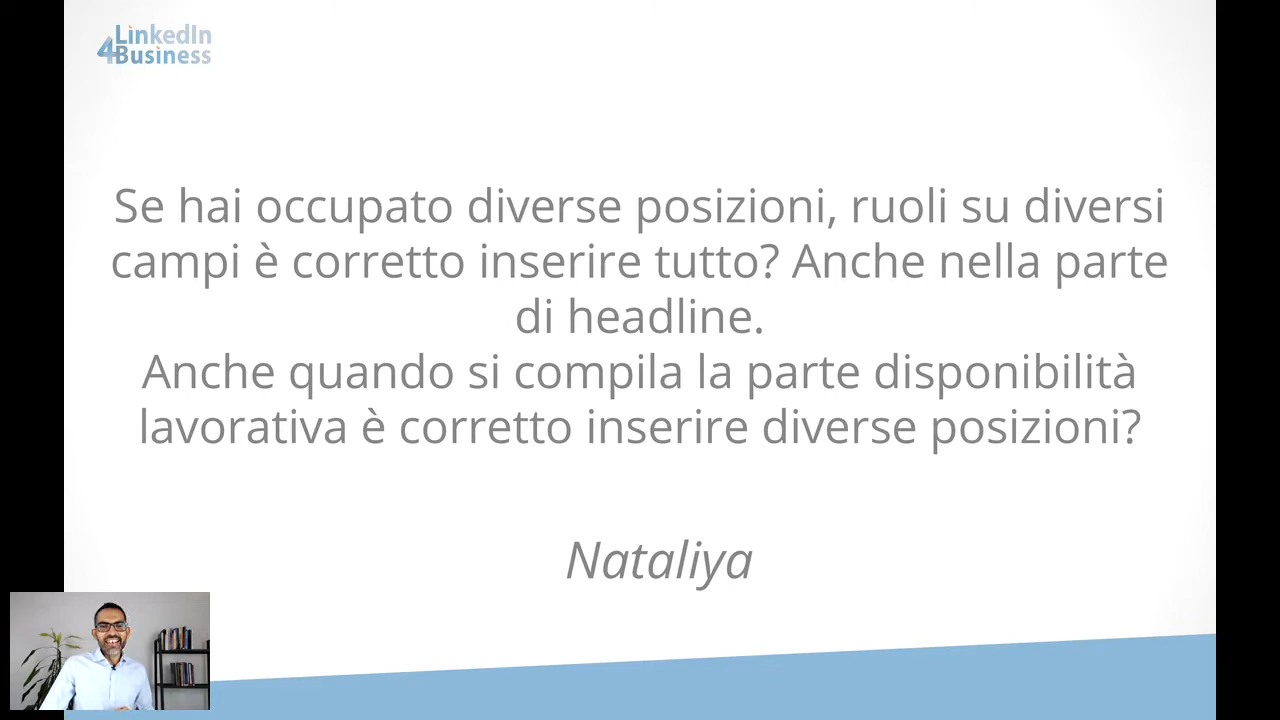 LinkedIn
4Business
Se hai occupato diverse posizioni, ruoli su diversi
campi è corretto inserire tutto? Anche nella parte
di headline.
Anche quando si compila la parte disponibilità
lavorativa è corretto inserire diverse posizioni?
Nataliya